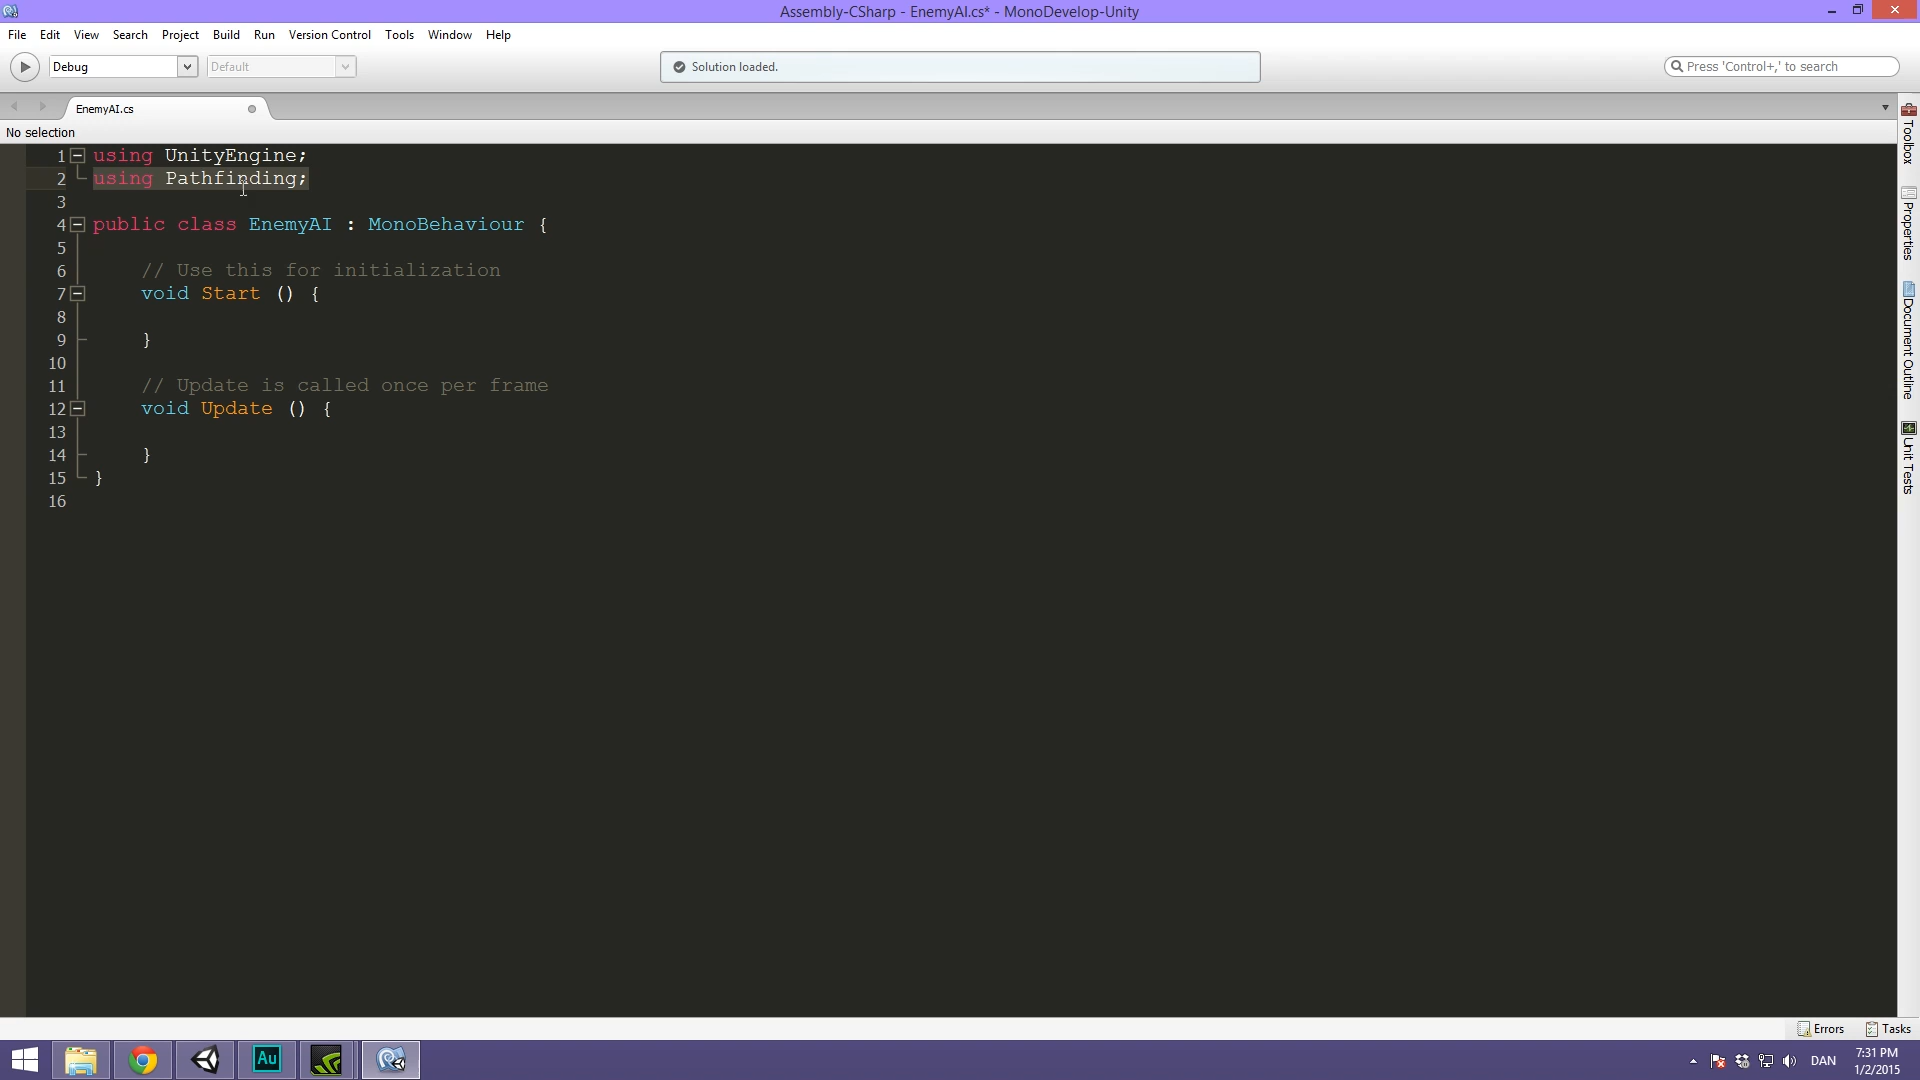 Assembly-CSharp - EnemyAI.cs* - MonoDevelop-Unity
File Edit View Search Project Build Run Version Control Tools Window Help
Debug Default Solution loaded. Press 'Control+,' to search
EnemyAI.cs
No selection
1 using UnityEngine;
2 using Pathfinding;
3
4 public class EnemyAI : MonoBehaviour {
5
6 // Use this for initialization
7 void Start () {
8
9 }
10
11 // Update is called once per frame
12 void Update () {
13
14 }
15 }
16
Toolbox
Properties
Document Outline
Unit Tests
Errors Tasks
Au
DAN
7:31 PM
1/2/2015